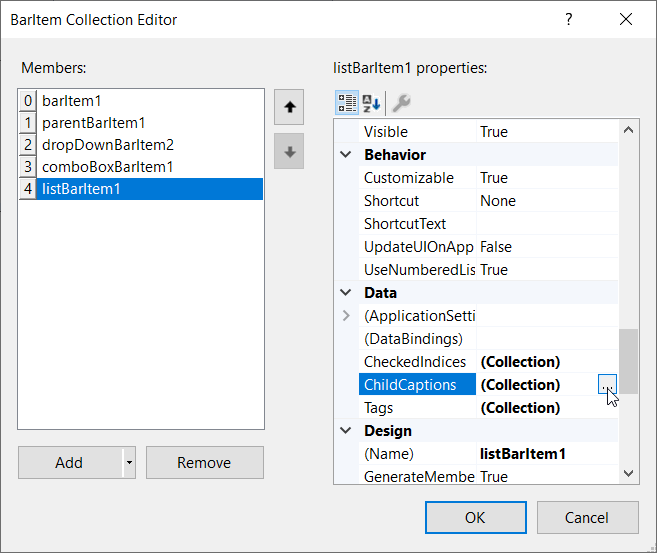 BarItem Collection Editor
?
Members:
0 barItem1
1 parentBarItem1
2 dropDownBarItem2
3 comboBoxBarItem1
4 listBarItem1
Add
Remove
listBarItem1 properties:
A
Z
Visible True
Behavior
Customizable True
Shortcut None
ShortcutText
UpdateUIOnApp False
UseNumberedLis True
Data
(ApplicationSetti
(DataBindings)
CheckedIndices (Collection)
ChildCaptions (Collection) ...
Tags (Collection)
Design
(Name) listBarItem1
GenerateMembe True
OK
Cancel